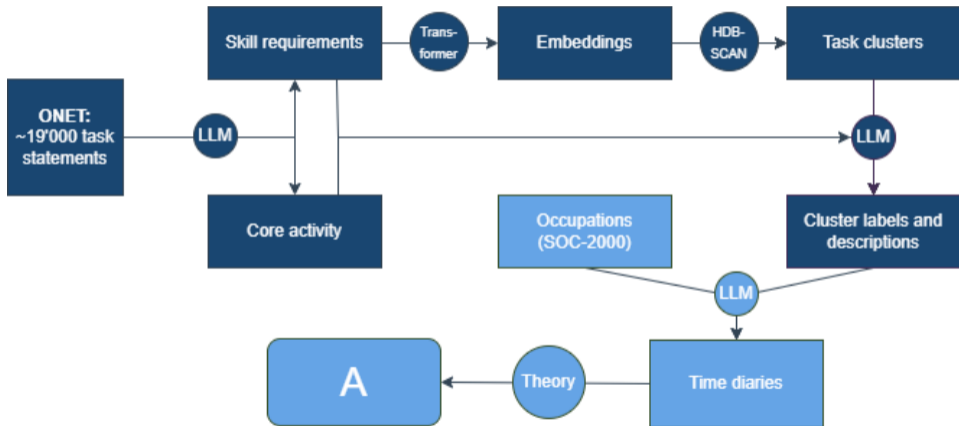 Skill requirements
Trans-
former
Embeddings
HDB-
SCAN
Task clusters
ONET:
~19'000 task
statements
LLM
LLM
Core activity
Occupations
(SOC-2000)
Cluster labels and
descriptions
LLM
A
Theory
Time diaries